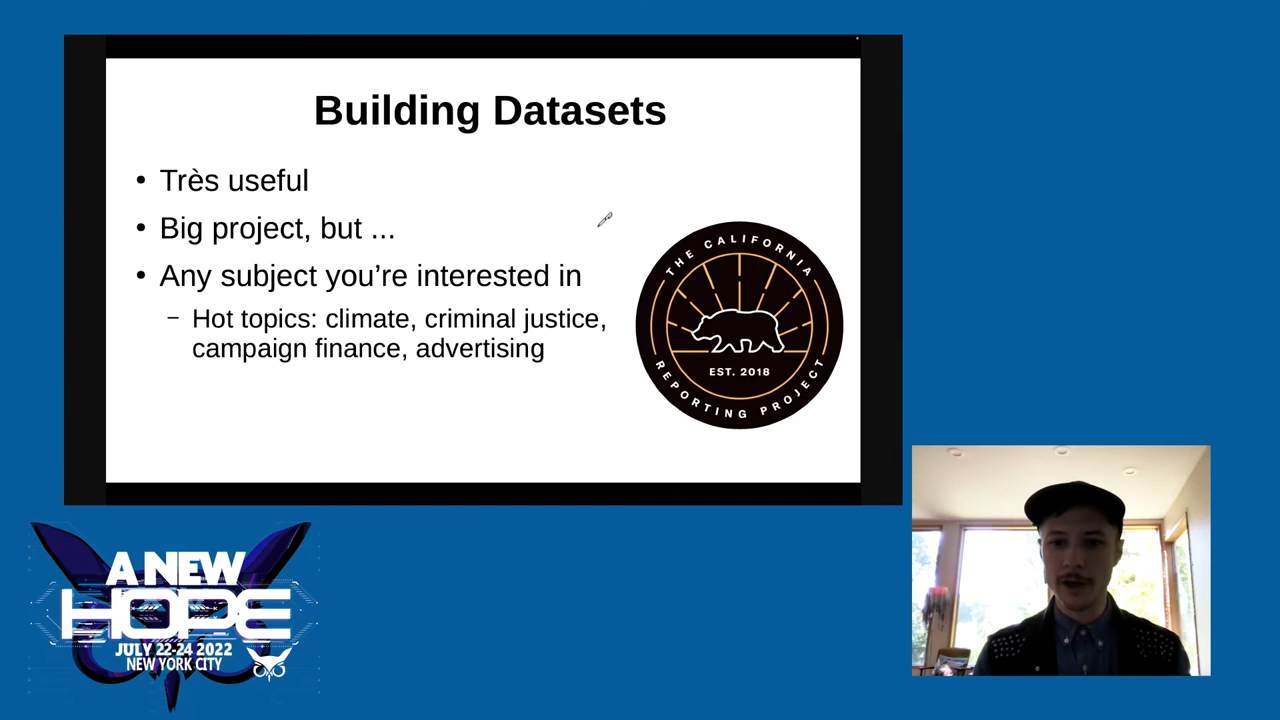 Building Datasets
• Très useful
• Big project, but ...
• Any subject you’re interested in
– Hot topics: climate, criminal justice,
campaign finance, advertising
THE CALIFORNIA
EST. 2018
REPORTING PROJECT
A NEW
HOPE
JULY 22-24 2022
NEW YORK CITY